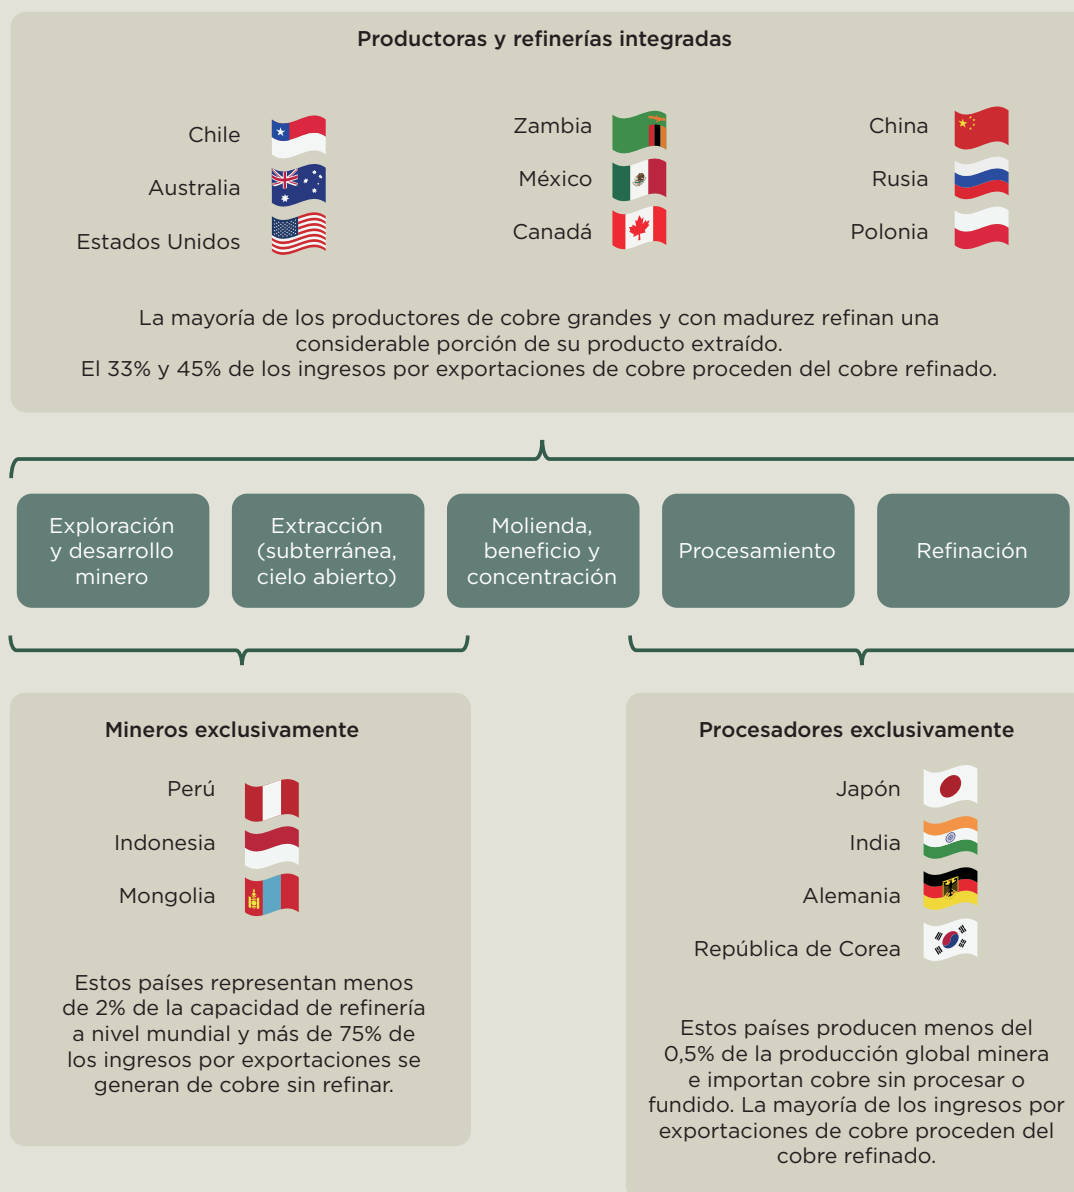 Productoras y refinerías integradas
Chile
Australia
Estados Unidos
Zambia
México
Canadá
China
Rusia
Polonia
La mayoría de los productores de cobre grandes y con madurez refinan una
considerable porción de su producto extraído.
El 33% y 45% de los ingresos por exportaciones de cobre proceden del cobre refinado.
Exploración
y desarrollo
minero
Extracción
(subterránea,
cielo abierto)
Molienda,
beneficio y
concentración
Procesamiento
Refinación
Mineros exclusivamente
Perú
Indonesia
Mongolia
Estos países representan menos
de 2% de la capacidad de refinería
a nivel mundial y más de 75% de
los ingresos por exportaciones se
generan de cobre sin refinar.
Procesadores exclusivamente
Japón
India
Alemania
República de Corea
Estos países producen menos del
0,5% de la producción global minera
e importan cobre sin procesar o
fundido. La mayoría de los ingresos por
exportaciones de cobre proceden del
cobre refinado.